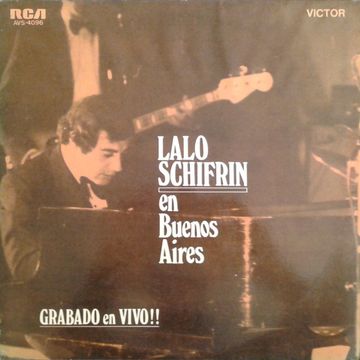 RCA
VICTOR
AVS-4096
LALO
SCHIFRIN
en
Buenos
Aires
GRABADO en VIVO!!